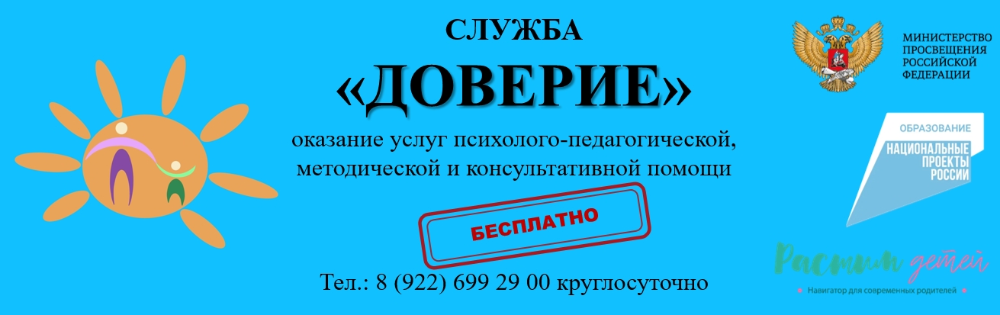 СЛУЖБА
«ДОВЕРИЕ»
оказание услуг психолого-педагогической,
методической и консультативной помощи
БЕСПЛАТНО
Тел.: 8 (922) 699 29 00 круглосуточно
МИНИСТЕРСТВО
ПРОСВЕЩЕНИЯ
РОССИЙСКОЙ
ФЕДЕРАЦИИ
ОБРАЗОВАНИЕ
НАЦИОНАЛЬНЫЕ
ПРОЕКТЫ
РОССИИ
Растим детей
• Навигатор для современных родителей •